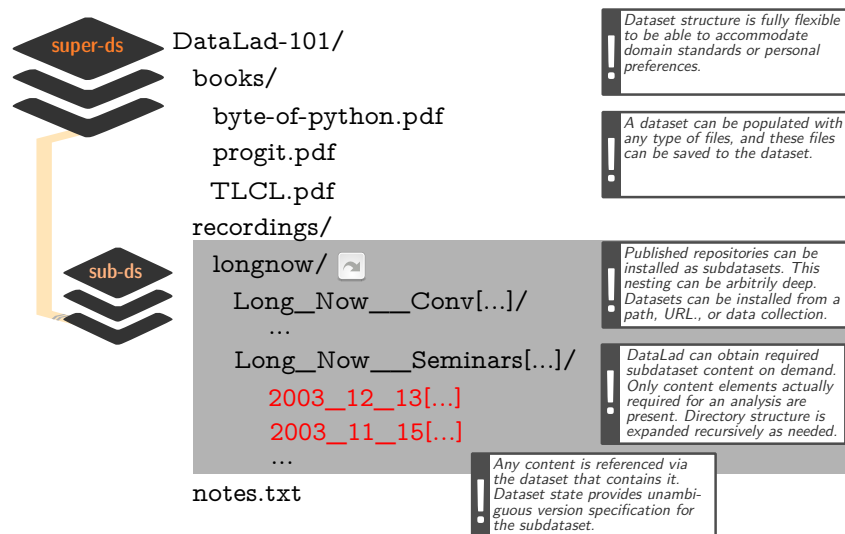 super-ds
DataLad-101/
books/
byte-of-python.pdf
progit.pdf
TLCL.pdf
recordings/
sub-ds
longnow/
Long__Now___Conv[...]/
...
Long__Now___Seminars[...]/
2003__12__13[...]
2003__11__15[...]
...
notes.txt
!
Dataset structure is fully flexible
to be able to accommodate
domain standards or personal
preferences.
!
A dataset can be populated with
any type of files, and these files
can be saved to the dataset.
!
Published repositories can be
installed as subdatasets. This
nesting can be arbitrily deep.
Datasets can be installed from a
path, URL., or data collection.
!
DataLad can obtain required
subdataset content on demand.
Only content elements actually
required for an analysis are
present. Directory structure is
expanded recursively as needed.
!
Any content is referenced via
the dataset that contains it.
Dataset state provides unambi-
guous version specification for
the subdataset.